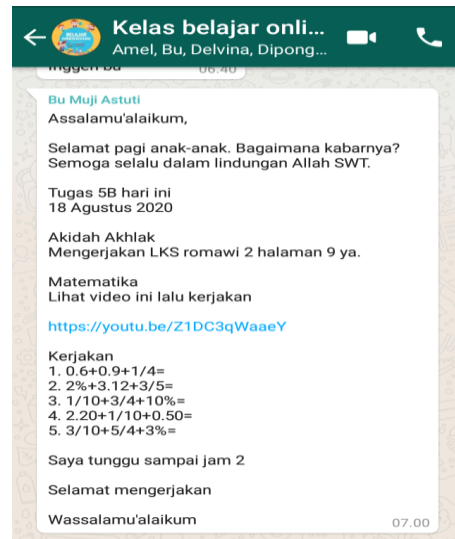 Kelas belajar onli...
Amel, Bu, Delvina, Dipong...
06.40
Bu Muji Astuti
Assalamu'alaikum,
Selamat pagi anak-anak. Bagaimana kabarnya?
Semoga selalu dalam lindungan Allah SWT.
Tugas 5B hari ini
18 Agustus 2020
Akidah Akhlak
Mengerjakan LKS romawi 2 halaman 9 ya.
Matematika
Lihat video ini lalu kerjakan
https://youtu.be/Z1DC3qWaaeY
Kerjakan
1. 0.6+0.9+1/4=
2. 2%+3.12+3/5=
3. 1/10+3/4+10%=
4. 2.20+1/10+0.50=
5. 3/10+5/4+3%=
Saya tunggu sampai jam 2
Selamat mengerjakan
Wassalamu'alaikum
07.00